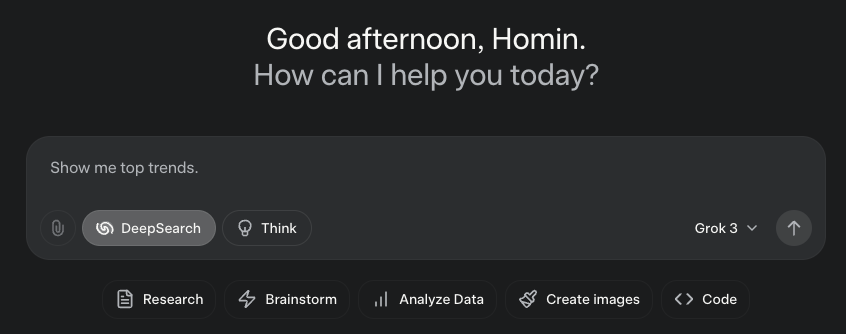 Good afternoon, Homin.
How can I help you today?
Show me top trends.
DeepSearch Think Grok 3
Research Brainstorm Analyze Data Create images Code